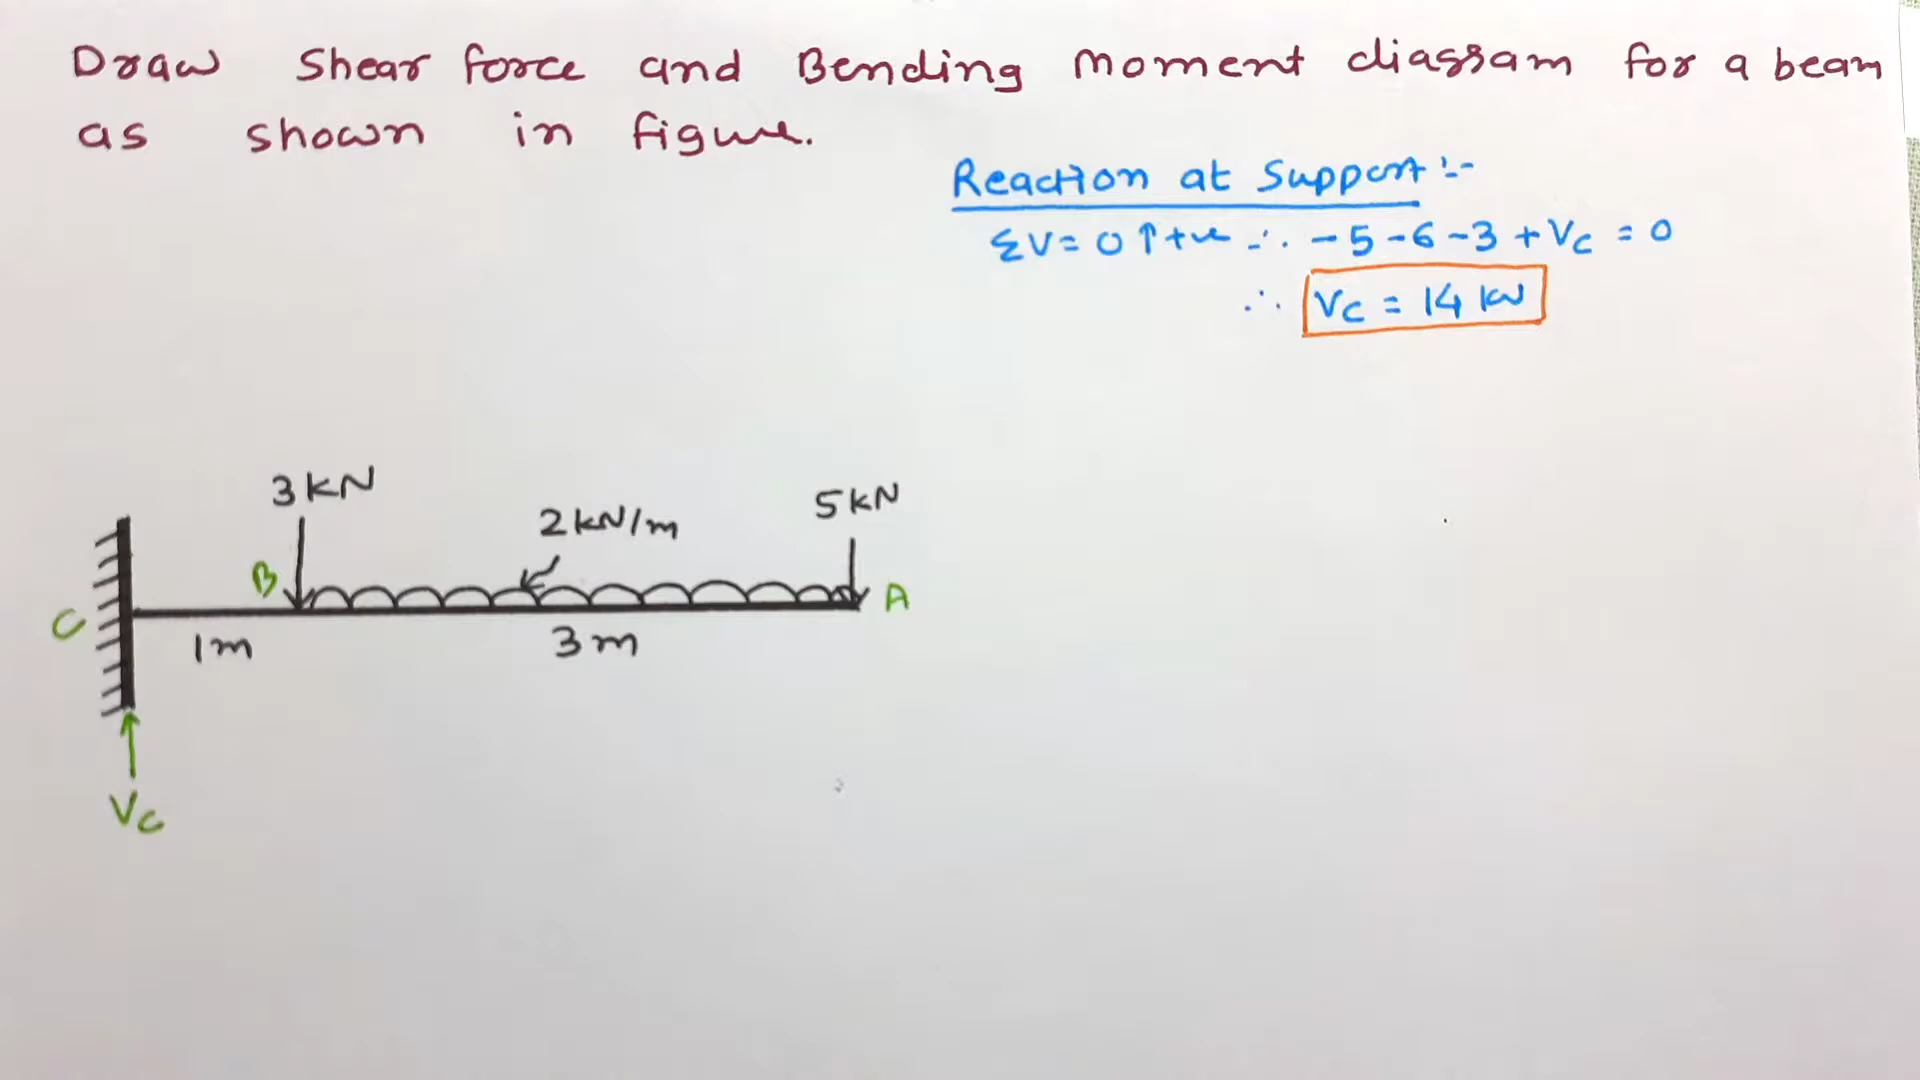 Draw Shear force and Bending moment diagram for a beam
as shown in figure.
Reaction at Support :-
ΣV= 0 ↑+ve ∴ -5-6-3+Vc = 0
∴ Vc = 14 kN
3kN
2kN/m
5kN
B
A
C
1m
3m
Vc